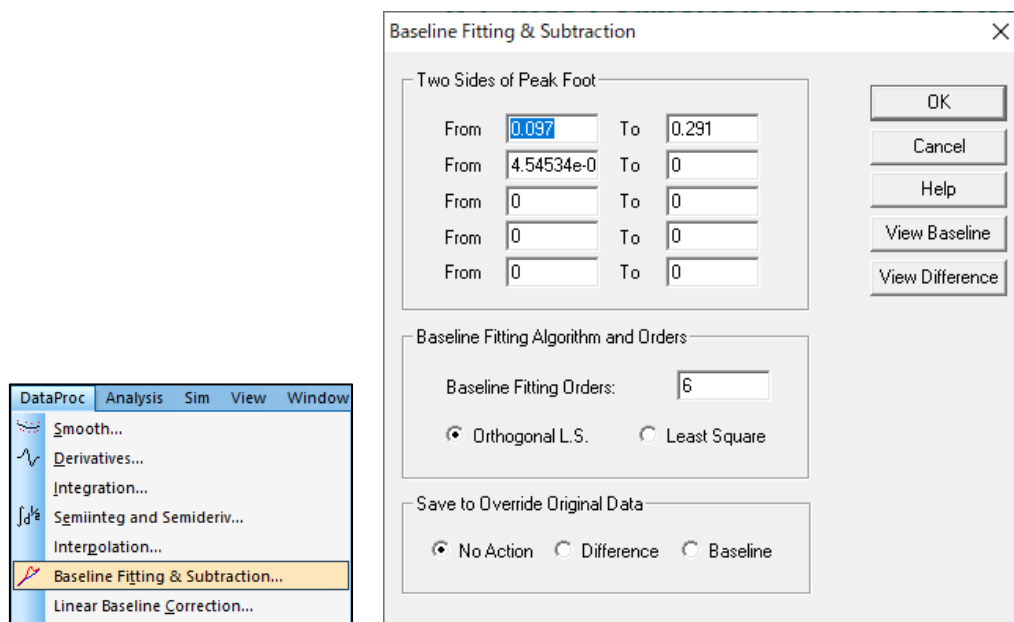 Baseline Fitting & Subtraction
Two Sides of Peak Foot
From 0.097 To 0.291
From 4.54534e-0 To 0
From 0 To 0
From 0 To 0
From 0 To 0
OK
Cancel
Help
View Baseline
View Difference
Baseline Fitting Algorithm and Orders
Baseline Fitting Orders: 6
Orthogonal L.S. Least Square
Save to Override Original Data
No Action Difference Baseline
DataProc Analysis Sim View Window
Smooth...
Derivatives...
Integration...
Semiinteg and Semideriv...
Interpolation...
Baseline Fitting & Subtraction...
Linear Baseline Correction...